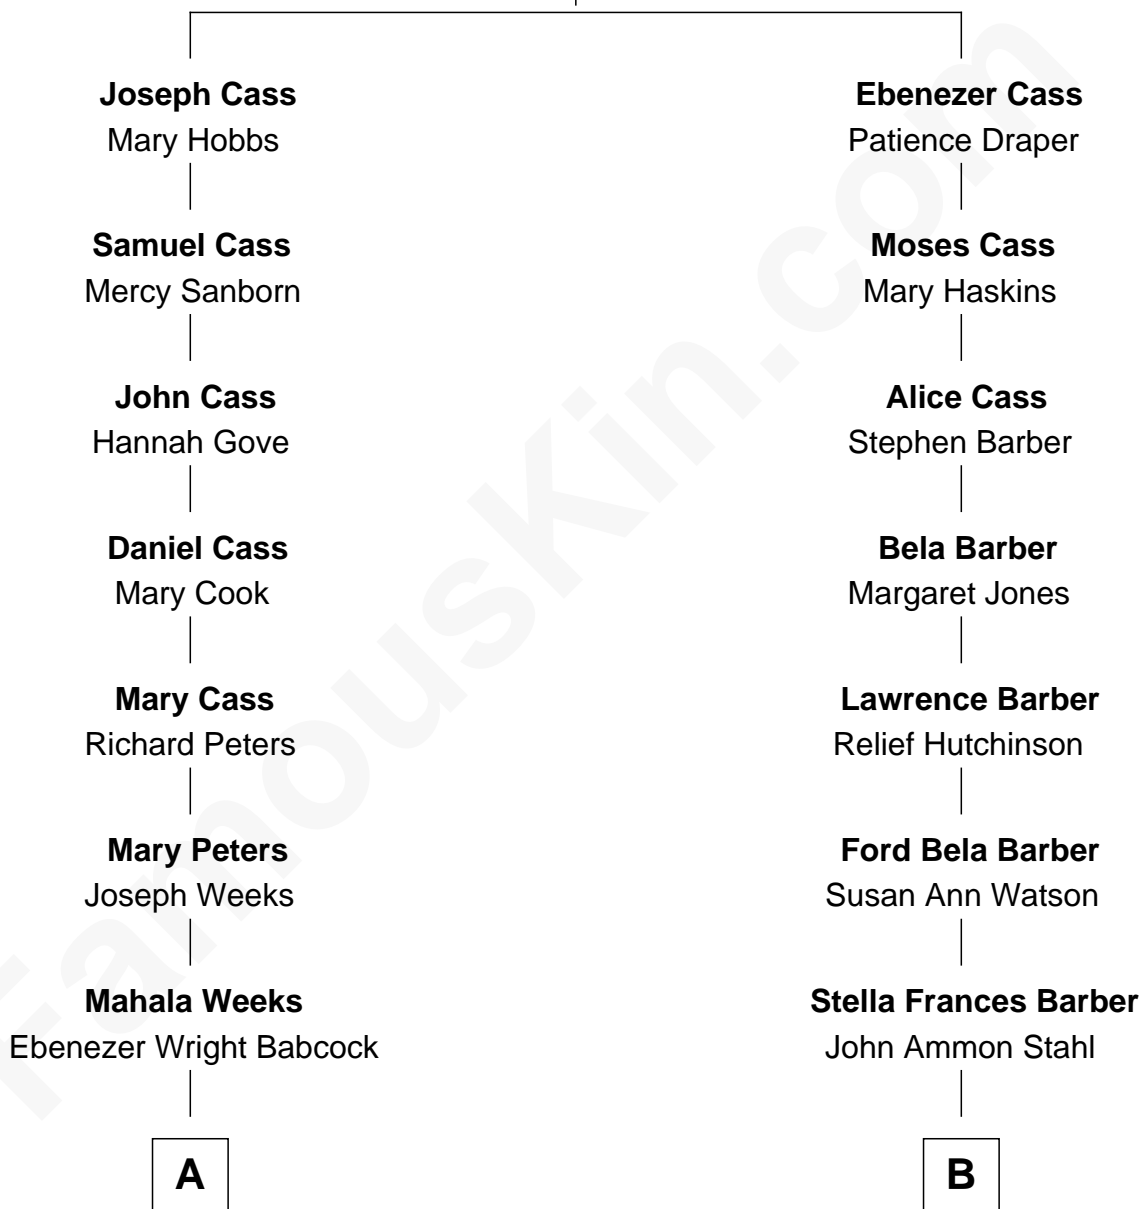 Joseph Cass
Mary Hobbs
Samuel Cass
Mercy Sanborn
John Cass
Hannah Gove
Daniel Cass
Mary Cook
Mary Cass
Richard Peters
Mary Peters
Joseph Weeks
Mahala Weeks
Ebenezer Wright Babcock
A
Ebenezer Cass
Patience Draper
Moses Cass
Mary Haskins
Alice Cass
Stephen Barber
Bela Barber
Margaret Jones
Lawrence Barber
Relief Hutchinson
Ford Bela Barber
Susan Ann Watson
Stella Frances Barber
John Ammon Stahl
B
FamousKin.com